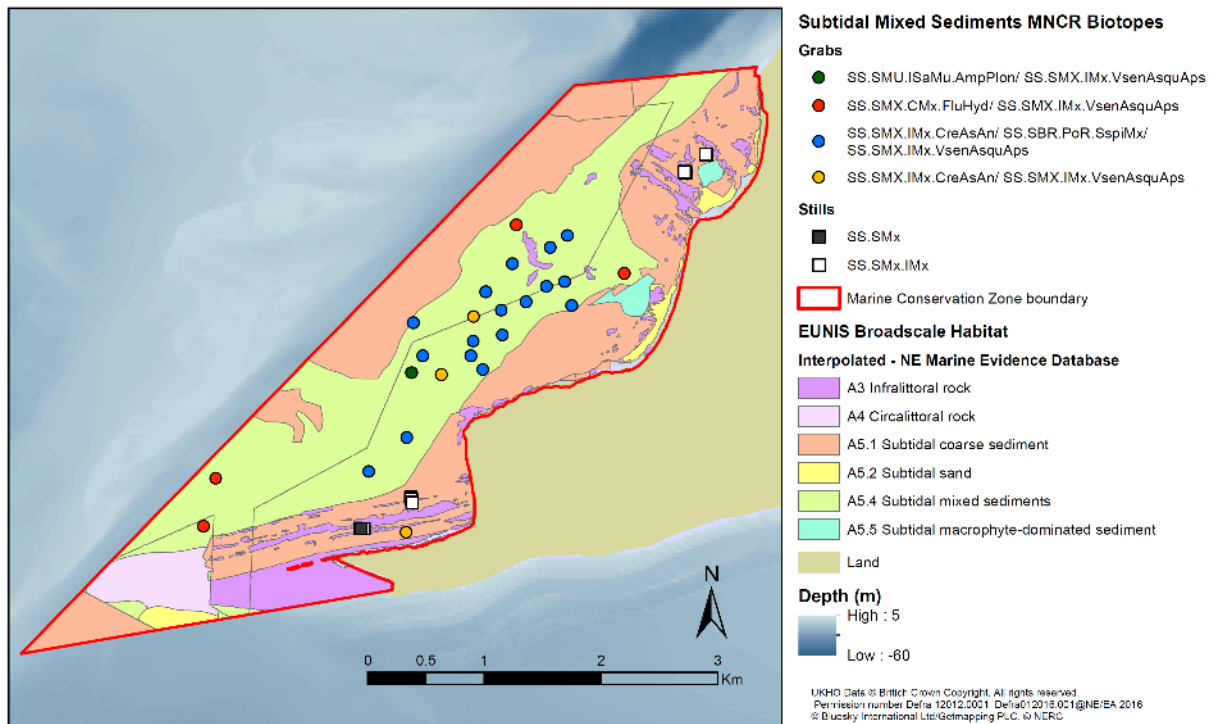 Subtidal Mixed Sediments MNCR Biotopes
Grabs
SS.SMU.ISaMu.AmpPlon/ SS.SMX.IMx.VsenAsquAps
SS.SMX.CMx.FluHyd/ SS.SMX.IMx.VsenAsquAps
SS.SMX.IMx.CreAsAn/ SS.SBR.PoR.SspiMx/
SS.SMX.IMx.VsenAsquAps
SS.SMX.IMx.CreAsAn/ SS.SMX.IMx.VsenAsquAps
Stills
SS.SMx
SS.SMx.IMx
Marine Conservation Zone boundary
EUNIS Broadscale Habitat
Interpolated - NE Marine Evidence Database
A3 Infralittoral rock
A4 Circalittoral rock
A5.1 Subtidal coarse sediment
A5.2 Subtidal sand
A5.4 Subtidal mixed sediments
A5.5 Subtidal macrophyte-dominated sediment
Land
Depth (m)
High : 5
Low : -60
N
0 0.5 1 2 3
Km
UKHO Data © British Crown Copyright. All rights reserved.
Permission number Defra 12012.0001 Defra012016.001@NE/EA 2016
© Bluesky International Ltd/Getmapping PLC. © NERC